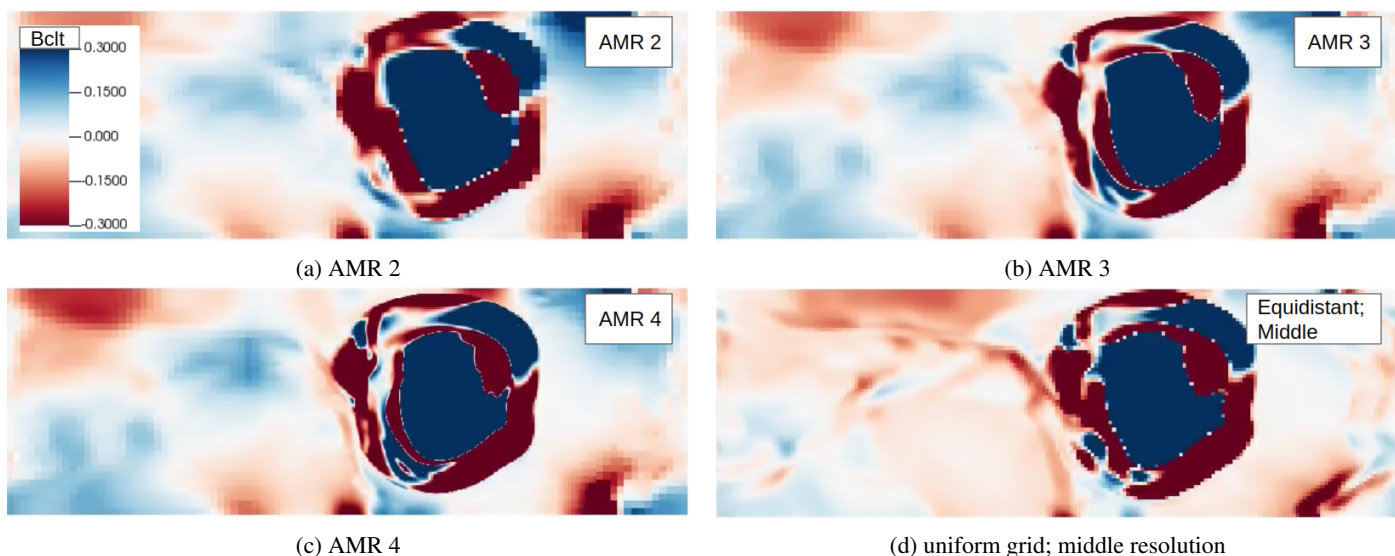 Bclt
0.3000
0.1500
0.000
-0.1500
-0.3000
AMR 2
AMR 3
(a) AMR 2
(b) AMR 3
AMR 4
Equidistant;
Middle
(c) AMR 4
(d) uniform grid; middle resolution